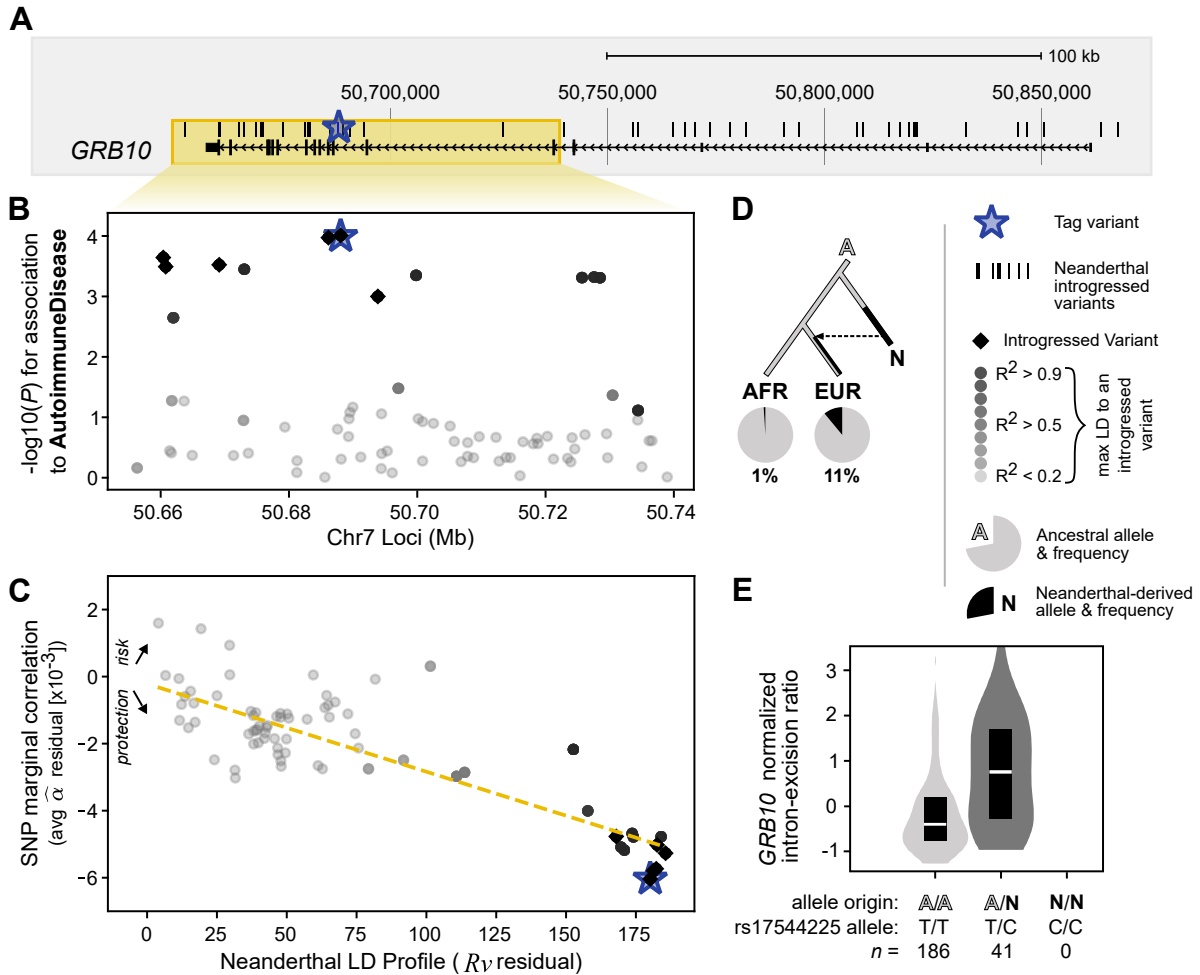 A
100 kb
50,700,000
50,750,000
50,800,000
50,850,000
GRB10
B
-log10(P) for association
to AutoimmuneDisease
4
3
2
1
0
50.66
50.68
50.70
50.72
50.74
Chr7 Loci (Mb)
C
SNP marginal correlation
(avg α̂ residual [x10⁻³])
2
0
−2
−4
−6
risk
protection
0
25
50
75
100
125
150
175
Neanderthal LD Profile ( Rv residual)
D
A
N
AFR
EUR
1%
11%
Tag variant
Neanderthal
introgressed
variants
Introgressed Variant
R² > 0.9
R² > 0.5
R² < 0.2
max LD to an
introgressed
variant
A
Ancestral allele
& frequency
N
Neanderthal-derived
allele & frequency
E
GRB10 normalized
intron-excision ratio
3
2
1
0
-1
allele origin: A/A A/N N/N
rs17544225 allele: T/T T/C C/C
n = 186 41 0